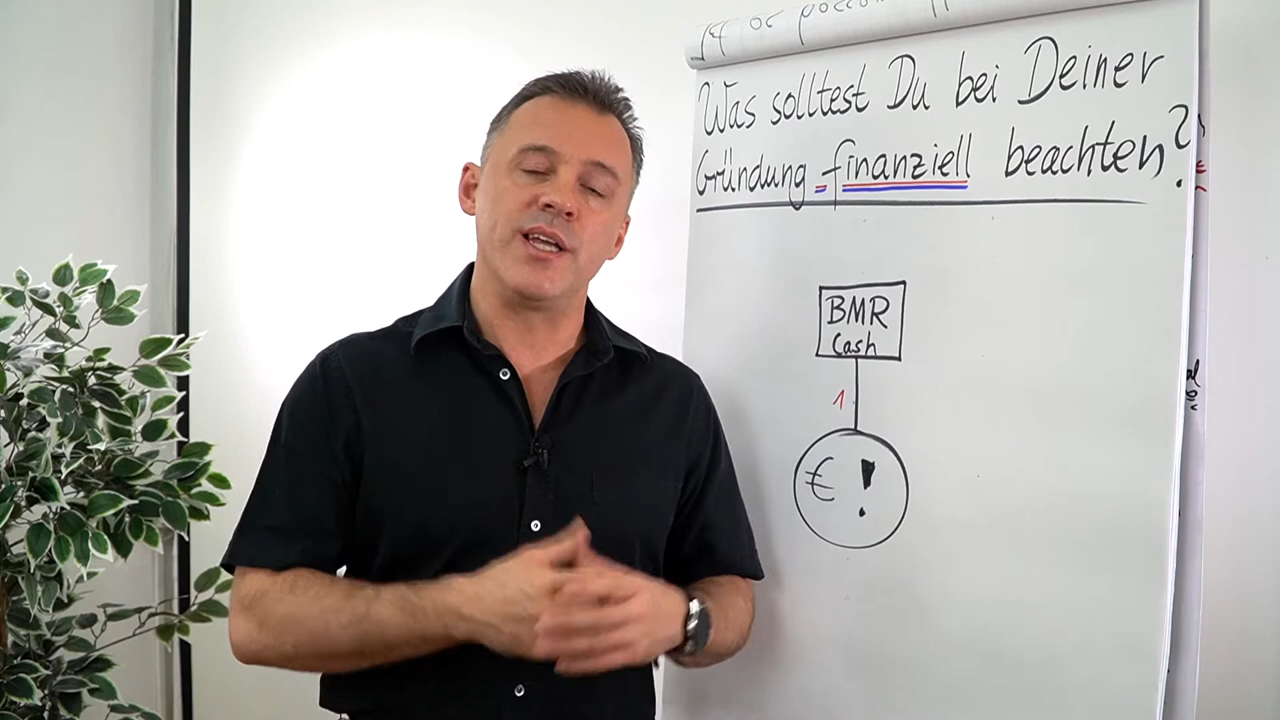 Was solltest Du bei Deiner
Gründung finanziell beachten?
BMR
Cash
1
€ !